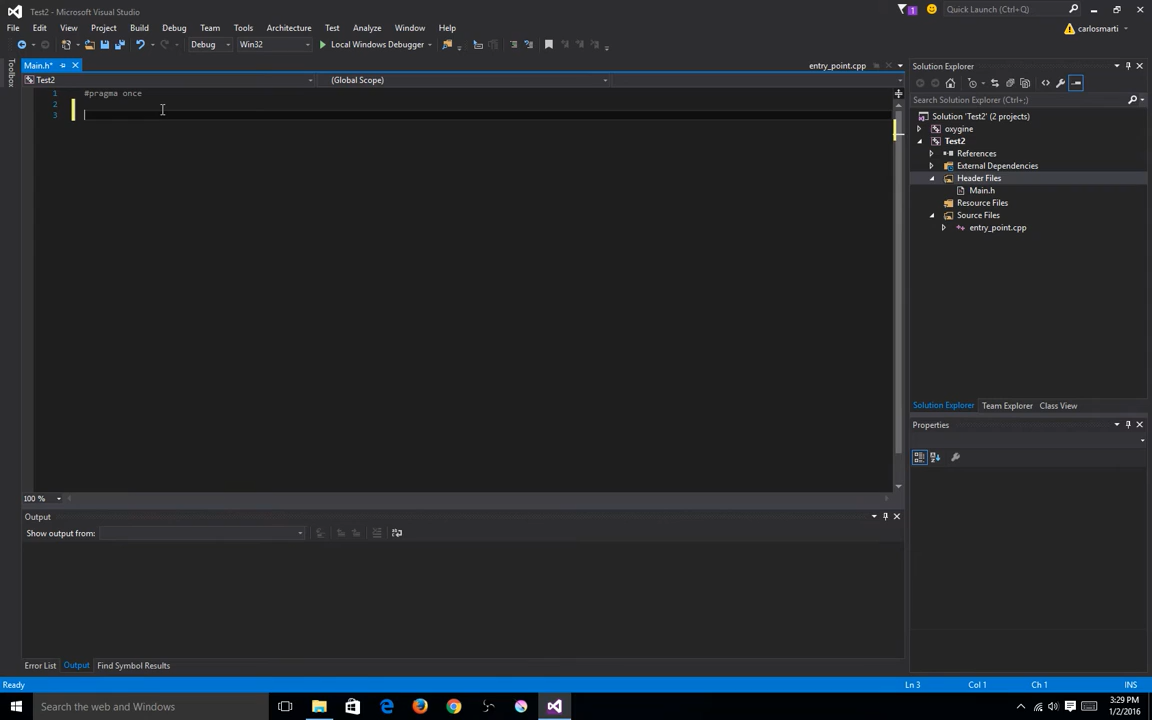 Test2 - Microsoft Visual Studio
1
Quick Launch (Ctrl+Q)
File Edit View Project Build Debug Team Tools Architecture Test Analyze Window Help
carlosmarti
Debug Win32 Local Windows Debugger
Toolbox
Main.h*
entry_point.cpp
Test2 (Global Scope)
1 #pragma once
2
3
100 %
Solution Explorer
Search Solution Explorer (Ctrl+;)
Solution 'Test2' (2 projects)
oxygine
Test2
References
External Dependencies
Header Files
Main.h
Resource Files
Source Files
entry_point.cpp
Solution Explorer Team Explorer Class View
Properties
Output
Show output from:
Error List Output Find Symbol Results
Ready Ln 3 Col 1 Ch 1 INS
Search the web and Windows
3:29 PM
1/2/2016